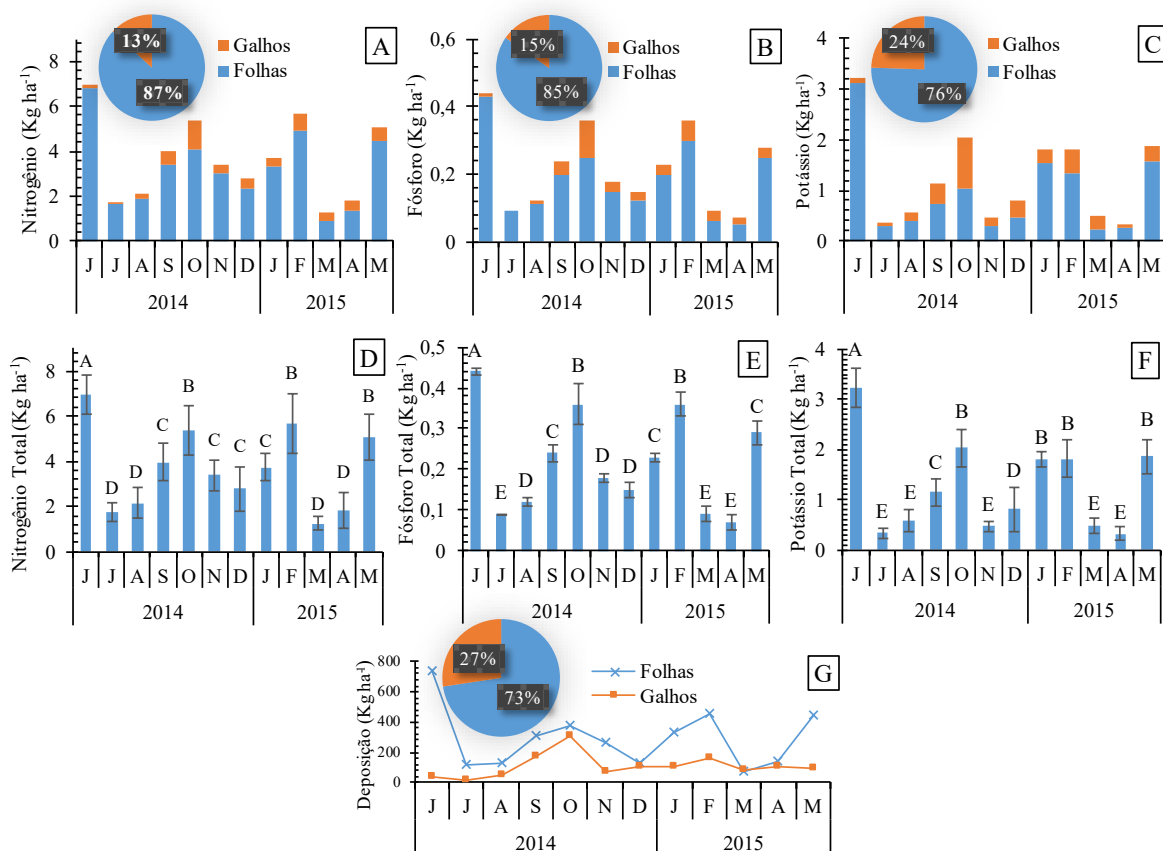 A
13%
87%
Galhos
Folhas
Nitrogênio (Kg ha-1)
8
6
4
2
0
J J A S O N D J F M A M
2014 2015
B
15%
85%
Galhos
Folhas
Fósforo (Kg ha-1)
0,6
0,4
0,2
0
J J A S O N D J F M A M
2014 2015
C
24%
76%
Galhos
Folhas
Potássio (Kg ha-1)
4
3
2
1
0
J J A S O N D J F M A M
2014 2015
D
Nitrogênio Total (Kg ha-1)
8
6
4
2
0
A D D C B C C C B D D B
J J A S O N D J F M A M
2014 2015
E
Fósforo Total (Kg ha-1)
0,5
0,4
0,3
0,2
0,1
0
A E D C B D D C B E E C
J J A S O N D J F M A M
2014 2015
F
Potássio Total (Kg ha-1)
4
3
2
1
0
A E E C B E D B B E E B
J J A S O N D J F M A M
2014 2015
G
27%
73%
Folhas
Galhos
Deposição (Kg ha-1)
800
600
400
200
0
J J A S O N D J F M A M
2014 2015